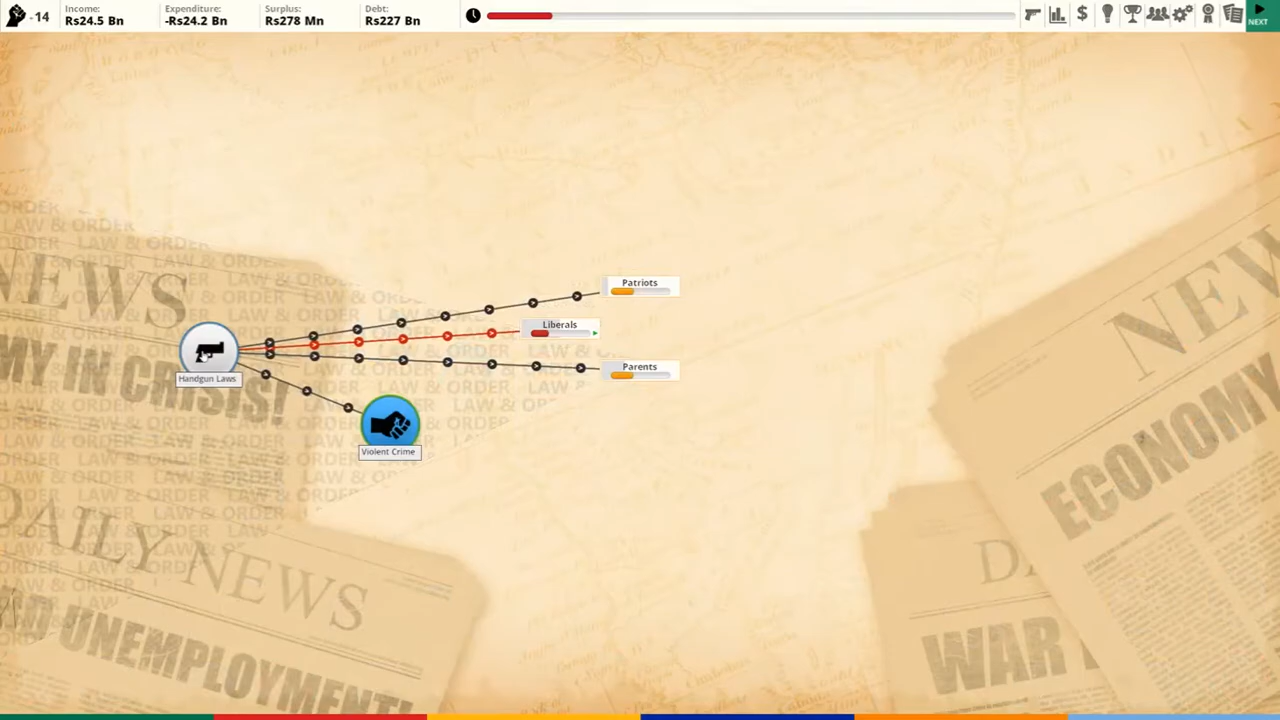 -14
Income:
Rs24.5 Bn
Expenditure:
-Rs24.2 Bn
Surplus:
Rs278 Mn
Debt:
Rs227 Bn
NEXT
Patriots
Liberals
Parents
Handgun Laws
Violent Crime
LAW & ORDER
NEWS
MY IN CRISIS!
DAILY NEWS
UNEMPLOYMENT!
NEW
ECONOMY
WAR